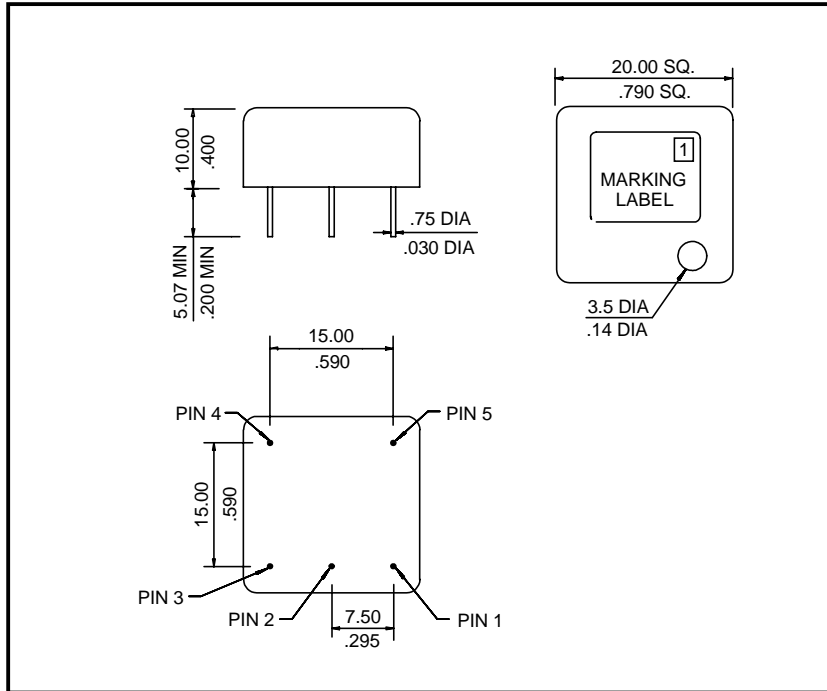 20.00 SQ.
.790 SQ.
1
MARKING
LABEL
10.00
.400
.75 DIA
.030 DIA
5.07 MIN
.200 MIN
3.5 DIA
.14 DIA
15.00
.590
PIN 4
PIN 5
15.00
.590
PIN 3
PIN 2
7.50
.295
PIN 1